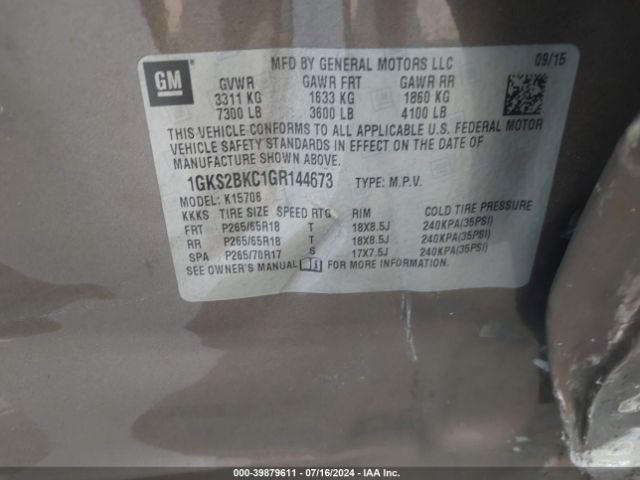 MFD BY GENERAL MOTORS LLC 09/15
GM
GVWR GAWR FRT GAWR RR
3311 KG 1633 KG 1860 KG
7300 LB 3600 LB 4100 LB
THIS VEHICLE CONFORMS TO ALL APPLICABLE U.S. FEDERAL MOTOR
VEHICLE SAFETY STANDARDS IN EFFECT ON THE DATE OF
MANUFACTURE SHOWN ABOVE.
1GKS2BKC1GR144673 TYPE: M.P.V.
MODEL: K15706
KKKS TIRE SIZE SPEED RTG RIM COLD TIRE PRESSURE
FRT P265/65R18 T 18X8.5J 240KPA(35PSI)
RR P265/65R18 T 18X8.5J 240KPA(35PSI)
SPA P265/70R17 S 17X7.5J 240KPA(35PSI)
SEE OWNER'S MANUAL FOR MORE INFORMATION.
000-39879611 - 07/16/2024 - IAA Inc.